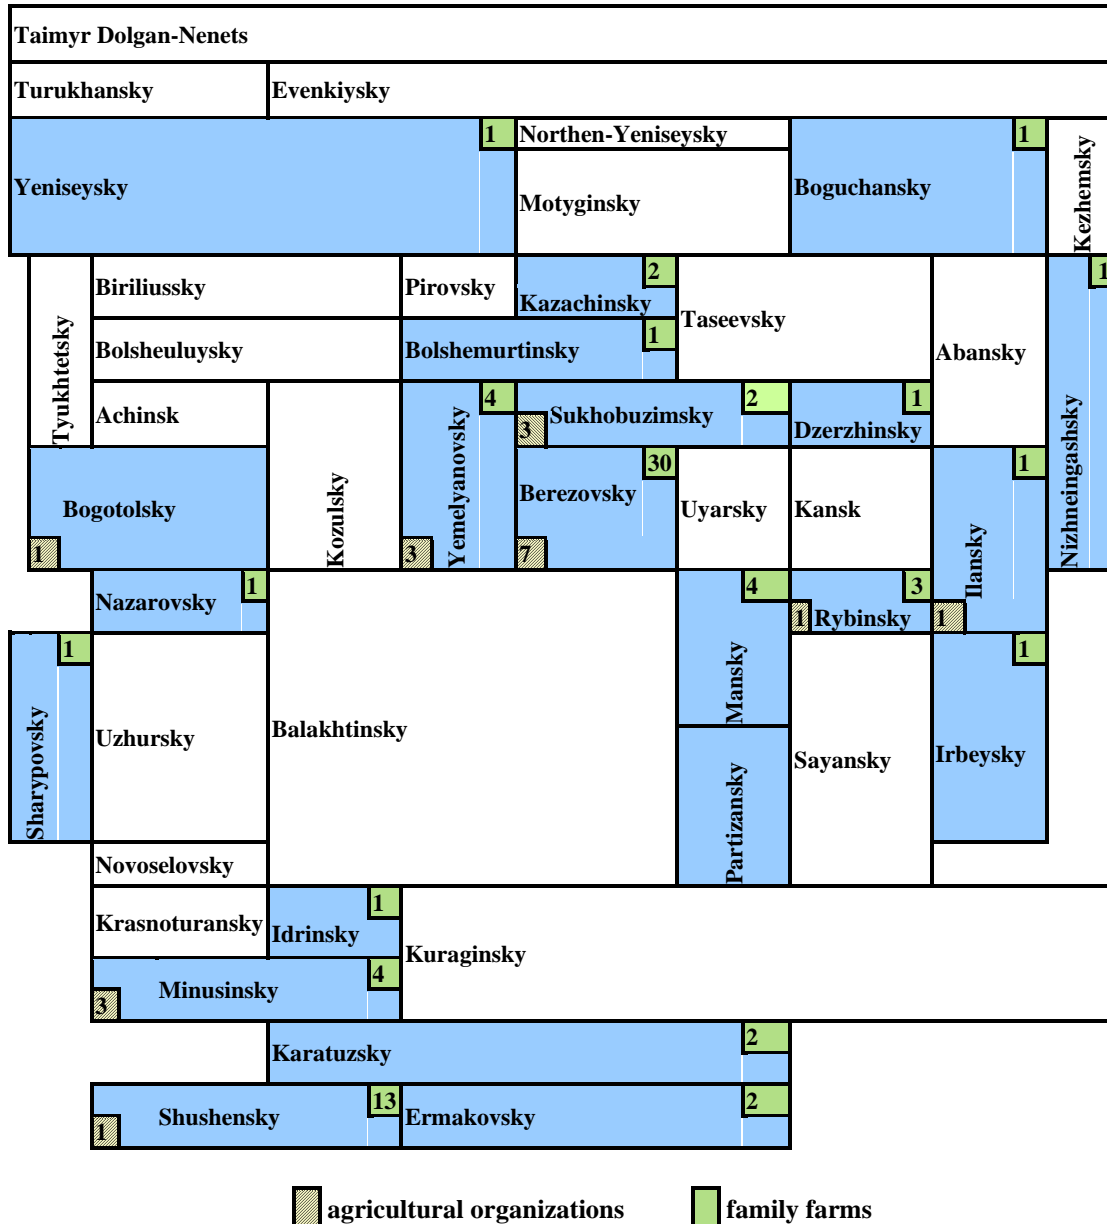 Taimyr Dolgan-Nenets
Turukhansky
Evenkiysky
Yeniseysky
1
Northen-Yeniseysky
Motyginsky
Boguchansky
1
Kezhemsky
Tyukhtetsky
Biriliussky
Pirovsky
Kazachinsky
2
Taseevsky
Abansky
Nizhneingashsky
1
Bolsheuluysky
Bolshemurtinsky
1
Achinsk
Kozulsky
Yemelyanovsky
4
3
Sukhobuzimsky
2
3
Dzerzhinsky
1
Bogotolsky
1
Berezovsky
30
7
Uyarsky
Kansk
Ilansky
1
1
Nazarovsky
1
Balakhtinsky
Mansky
4
Rybinsky
3
1
Sharypovsky
1
Uzhursky
Sayansky
Irbeysky
1
Partizansky
Novoselovsky
Krasnoturansky
Idrinsky
1
Kuraginsky
Minusinsky
4
3
Karatuzsky
2
Shushensky
13
1
Ermakovsky
2
agricultural organizations
family farms